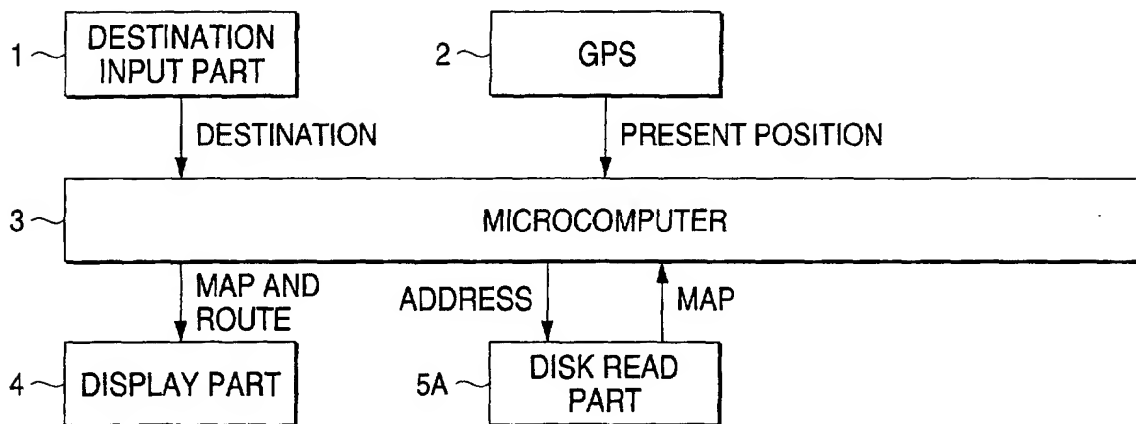 1
DESTINATION
INPUT PART
2
GPS
DESTINATION
PRESENT POSITION
3
MICROCOMPUTER
MAP AND
ROUTE
ADDRESS
MAP
4
DISPLAY PART
5A
DISK READ
PART